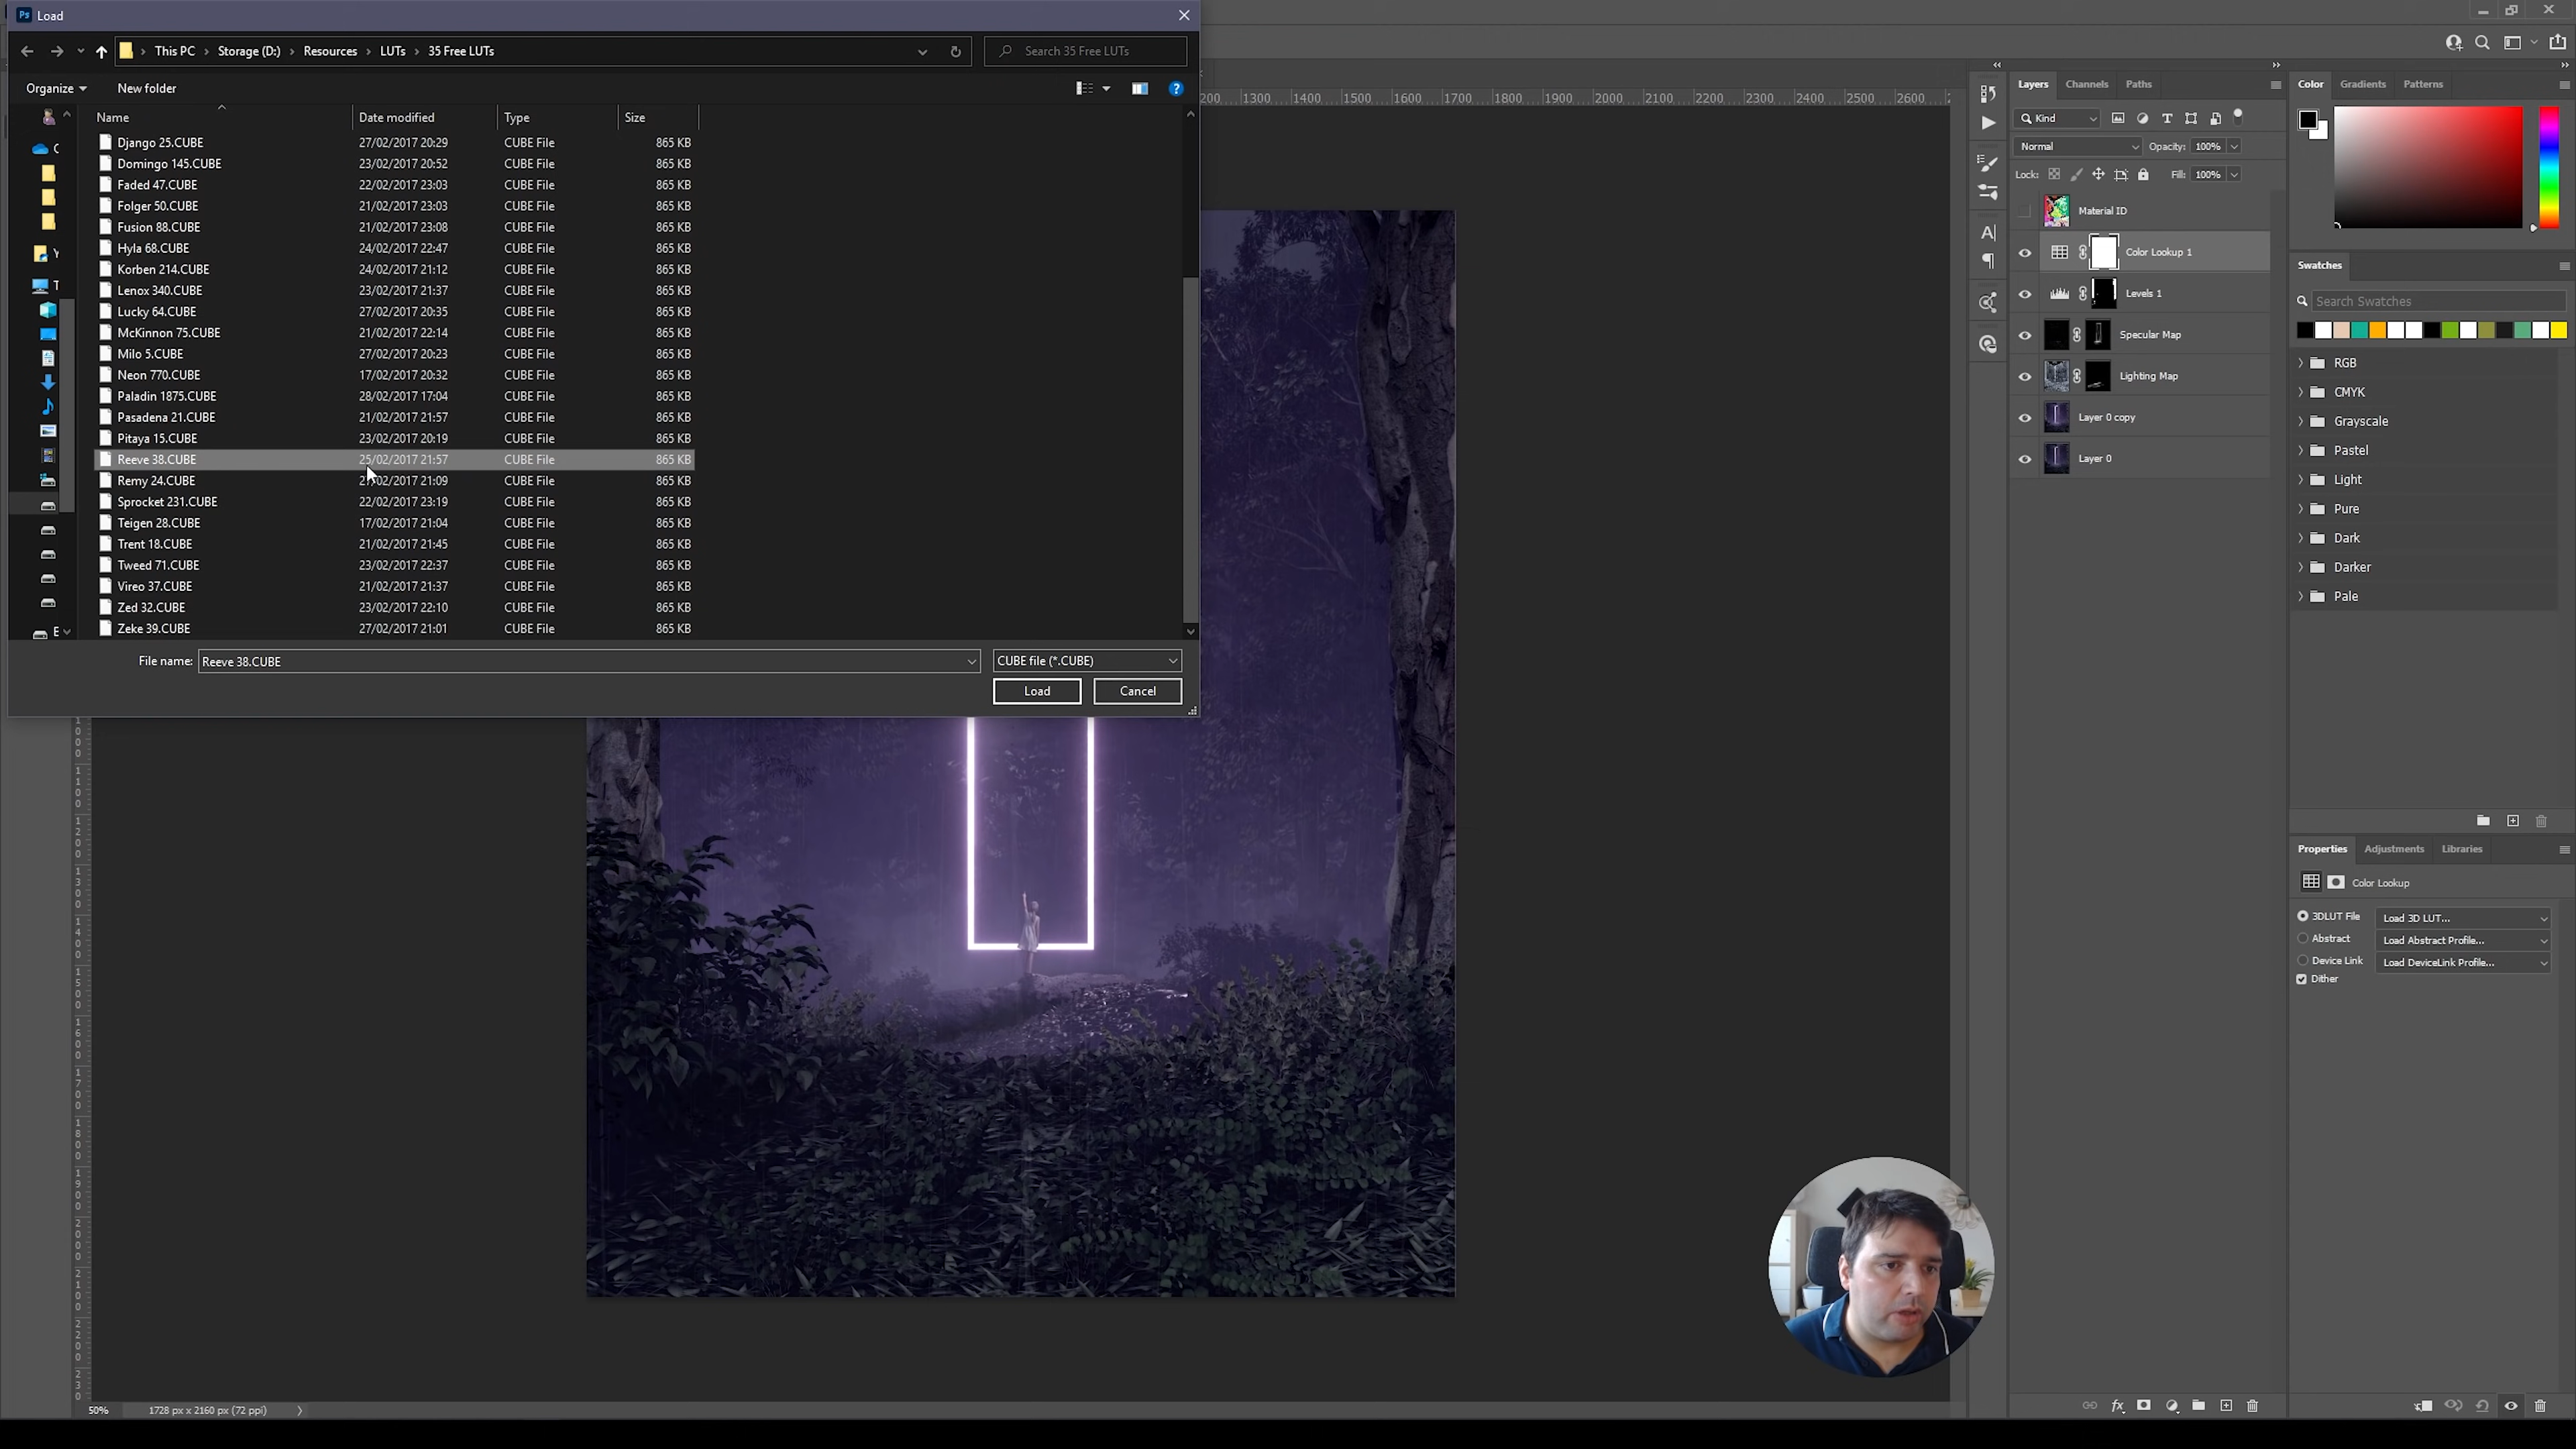 Ps Load
This PC > Storage (D:) > Resources > LUTs > 35 Free LUTs
Search 35 Free LUTs
Organize
New folder
Name Date modified Type Size
Django 25.CUBE 27/02/2017 20:29 CUBE File 865 KB
Domingo 145.CUBE 23/02/2017 20:52 CUBE File 865 KB
Faded 47.CUBE 22/02/2017 23:03 CUBE File 865 KB
Folger 50.CUBE 21/02/2017 23:03 CUBE File 865 KB
Fusion 88.CUBE 21/02/2017 23:08 CUBE File 865 KB
Hyla 68.CUBE 24/02/2017 22:47 CUBE File 865 KB
Korben 214.CUBE 24/02/2017 21:12 CUBE File 865 KB
Lenox 340.CUBE 23/02/2017 21:37 CUBE File 865 KB
Lucky 64.CUBE 27/02/2017 20:35 CUBE File 865 KB
McKinnon 75.CUBE 21/02/2017 22:14 CUBE File 865 KB
Milo 5.CUBE 27/02/2017 20:23 CUBE File 865 KB
Neon 770.CUBE 17/02/2017 20:32 CUBE File 865 KB
Paladin 1875.CUBE 28/02/2017 17:04 CUBE File 865 KB
Pasadena 21.CUBE 21/02/2017 21:57 CUBE File 865 KB
Pitaya 15.CUBE 23/02/2017 20:19 CUBE File 865 KB
Reeve 38.CUBE 25/02/2017 21:57 CUBE File 865 KB
Remy 24.CUBE 27/02/2017 21:09 CUBE File 865 KB
Sprocket 231.CUBE 22/02/2017 23:19 CUBE File 865 KB
Teigen 28.CUBE 17/02/2017 21:04 CUBE File 865 KB
Trent 18.CUBE 21/02/2017 21:45 CUBE File 865 KB
Tweed 71.CUBE 23/02/2017 22:37 CUBE File 865 KB
Vireo 37.CUBE 21/02/2017 21:37 CUBE File 865 KB
Zed 32.CUBE 23/02/2017 22:10 CUBE File 865 KB
Zeke 39.CUBE 27/02/2017 21:01 CUBE File 865 KB
File name: Reeve 38.CUBE
CUBE file (*.CUBE)
Load Cancel
1200 1300 1400 1500 1600 1700 1800 1900 2000 2100 2200 2300 2400 2500 2600
Layers Channels Paths
Kind
Normal Opacity: 100%
Lock: Fill: 100%
Material ID
Color Lookup 1
Levels 1
Specular Map
Lighting Map
Layer 0 copy
Layer 0
Color Gradients Patterns
Swatches
Search Swatches
RGB
CMYK
Grayscale
Pastel
Light
Pure
Dark
Darker
Pale
Properties Adjustments Libraries
Color Lookup
3DLUT File Load 3D LUT...
Abstract Load Abstract Profile...
Device Link Load DeviceLink Profile...
Dither
50% 1728 px x 2160 px (72 ppi)